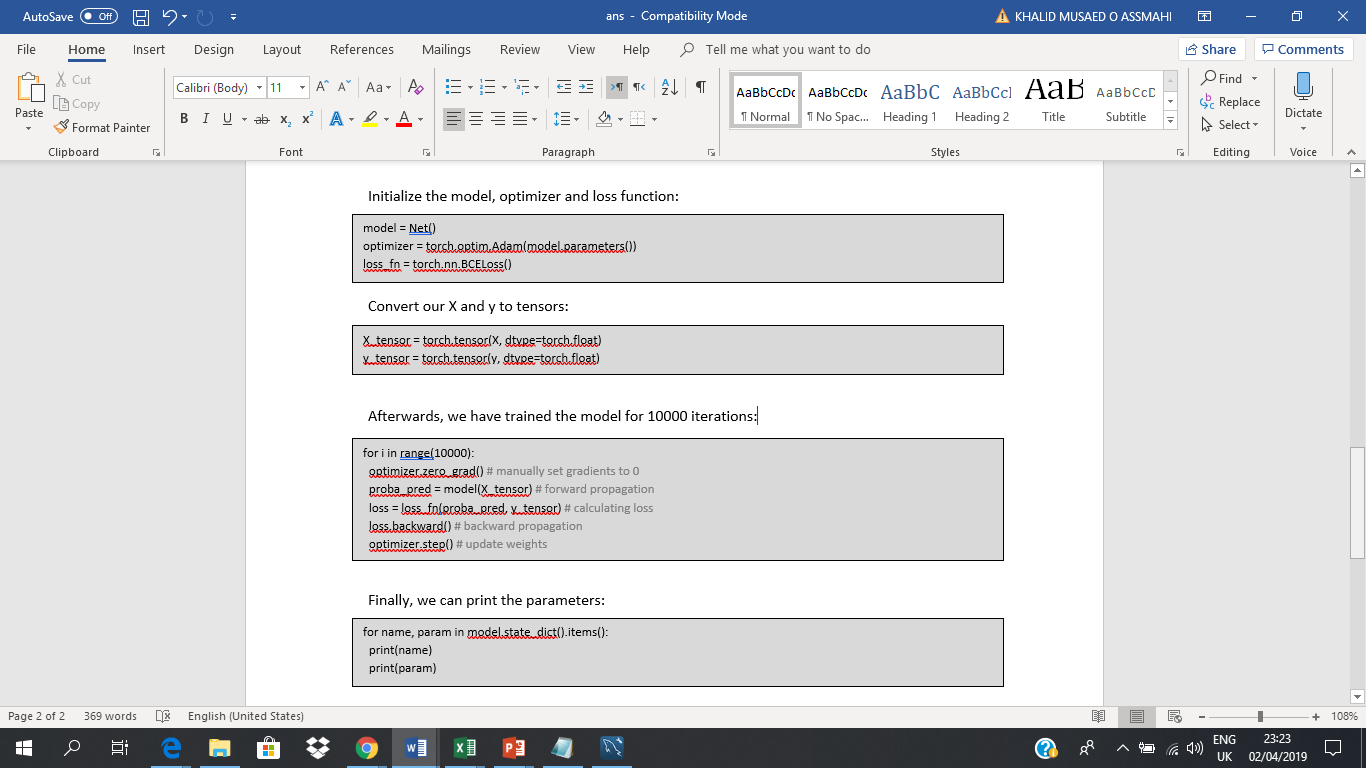 AutoSave Off
ans - Compatibility Mode
KHALID MUSAED O ASSMAHI
File Home Insert Design Layout References Mailings Review View Help Tell me what you want to do Share Comments
Paste
Cut
Copy
Format Painter
Clipboard
Calibri (Body) 11
Font
Paragraph
AaBbCcDc AaBbCcDc AaBbC AaBbCcI AaB AaBbCcD
¶ Normal ¶ No Spac... Heading 1 Heading 2 Title Subtitle
Styles
Find
Replace
Select
Editing
Dictate
Voice
Initialize the model, optimizer and loss function:
model = Net()
optimizer = torch.optim.Adam(model.parameters())
loss_fn = torch.nn.BCELoss()
Convert our X and y to tensors:
X_tensor = torch.tensor(X, dtype=torch.float)
y_tensor = torch.tensor(y, dtype=torch.float)
Afterwards, we have trained the model for 10000 iterations:
for i in range(10000):
optimizer.zero_grad() # manually set gradients to 0
proba_pred = model(X_tensor) # forward propagation
loss = loss_fn(proba_pred, y_tensor) # calculating loss
loss.backward() # backward propagation
optimizer.step() # update weights
Finally, we can print the parameters:
for name, param in model.state_dict().items():
print(name)
print(param)
Page 2 of 2 369 words English (United States) 108%
ENG
UK
23:23
02/04/2019